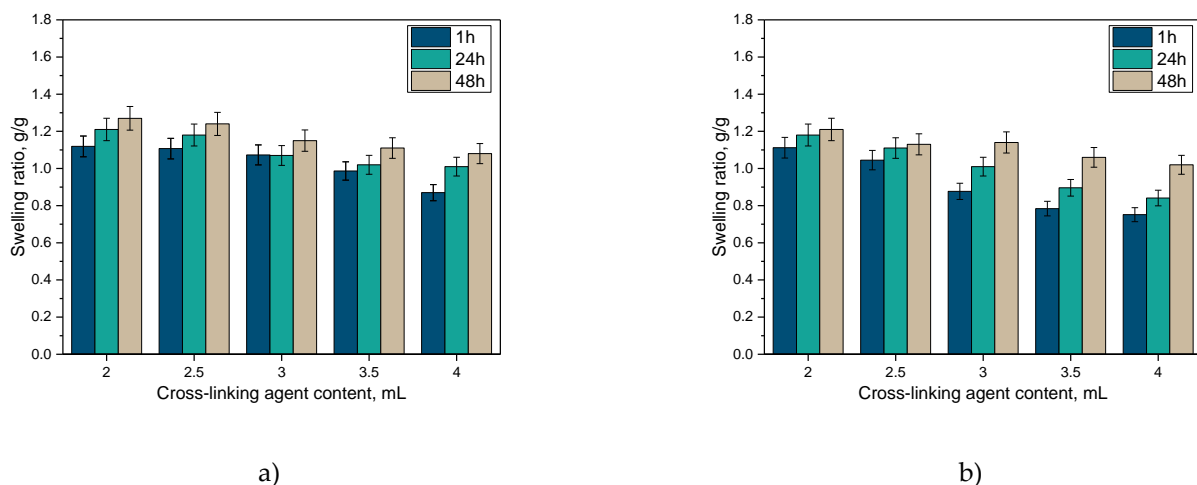 1.8
1.6
1.4
1.2
1.0
0.8
0.6
0.4
0.2
0.0
Swelling ratio, g/g
1h
24h
48h
2 2.5 3 3.5 4
Cross-linking agent content, mL
a)
1.8
1.6
1.4
1.2
1.0
0.8
0.6
0.4
0.2
0.0
Swelling ratio, g/g
1h
24h
48h
2 2.5 3 3.5 4
Cross-linking agent content, mL
b)